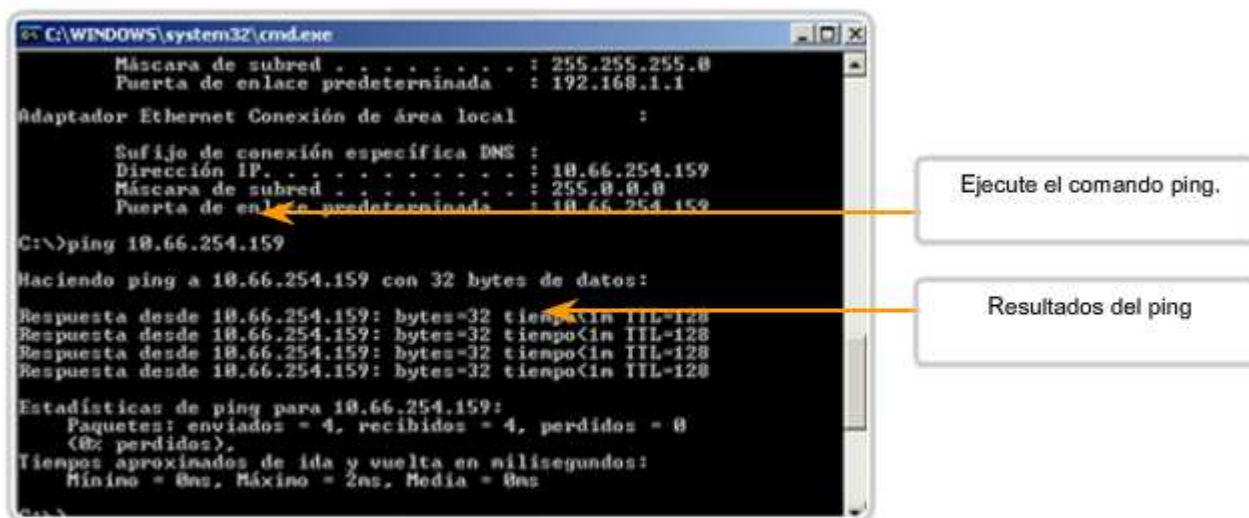 C:\WINDOWS\system32\cmd.exe
Máscara de subred . . . . . . . . : 255.255.255.0
Puerta de enlace predeterminada : 192.168.1.1
Adaptador Ethernet Conexión de área local :
Sufijo de conexión específica DNS :
Dirección IP. . . . . . . . . . . : 10.66.254.159
Máscara de subred . . . . . . . . : 255.0.0.0
Puerta de enlace predeterminada : 10.66.254.159
Ejecute el comando ping.
C:\>ping 10.66.254.159
Haciendo ping a 10.66.254.159 con 32 bytes de datos:
Resultados del ping
Respuesta desde 10.66.254.159: bytes=32 tiempo<1m TTL=128
Respuesta desde 10.66.254.159: bytes=32 tiempo<1m TTL=128
Respuesta desde 10.66.254.159: bytes=32 tiempo<1m TTL=128
Respuesta desde 10.66.254.159: bytes=32 tiempo<1m TTL=128
Estadísticas de ping para 10.66.254.159:
Paquetes: enviados = 4, recibidos = 4, perdidos = 0
(0% perdidos),
Tiempos aproximados de ida y vuelta en milisegundos:
Mínimo = 0ms, Máximo = 2ms, Media = 0ms
C:\>